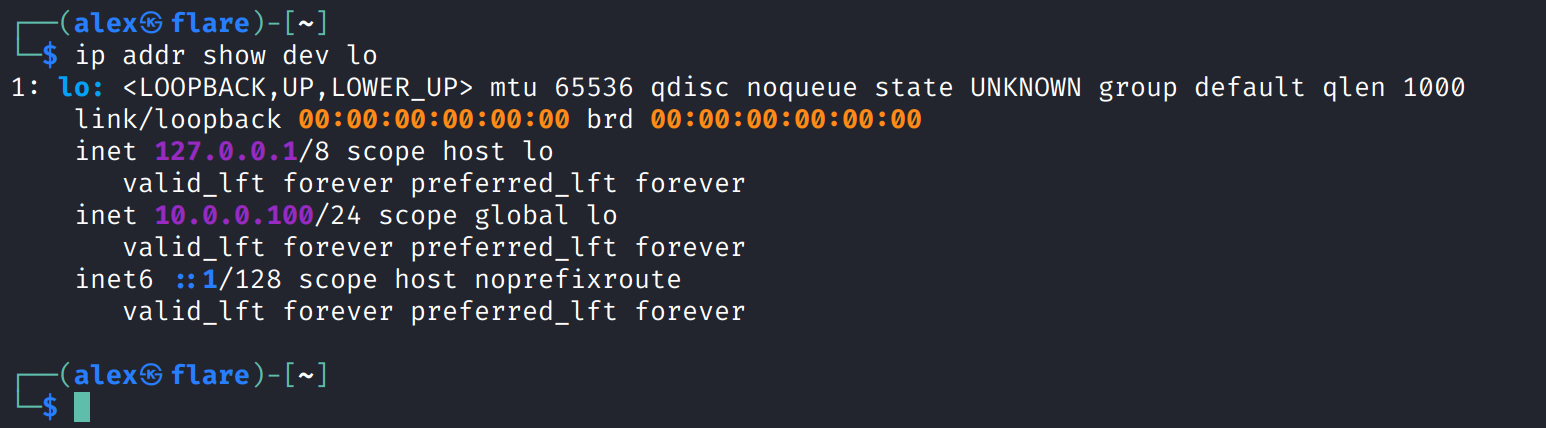 ┌──(alex㉿flare)-[~]
└─$ ip addr show dev lo
1: lo: <LOOPBACK,UP,LOWER_UP> mtu 65536 qdisc noqueue state UNKNOWN group default qlen 1000
    link/loopback 00:00:00:00:00:00 brd 00:00:00:00:00:00
    inet 127.0.0.1/8 scope host lo
       valid_lft forever preferred_lft forever
    inet 10.0.0.100/24 scope global lo
       valid_lft forever preferred_lft forever
    inet6 ::1/128 scope host noprefixroute
       valid_lft forever preferred_lft forever

┌──(alex㉿flare)-[~]
└─$